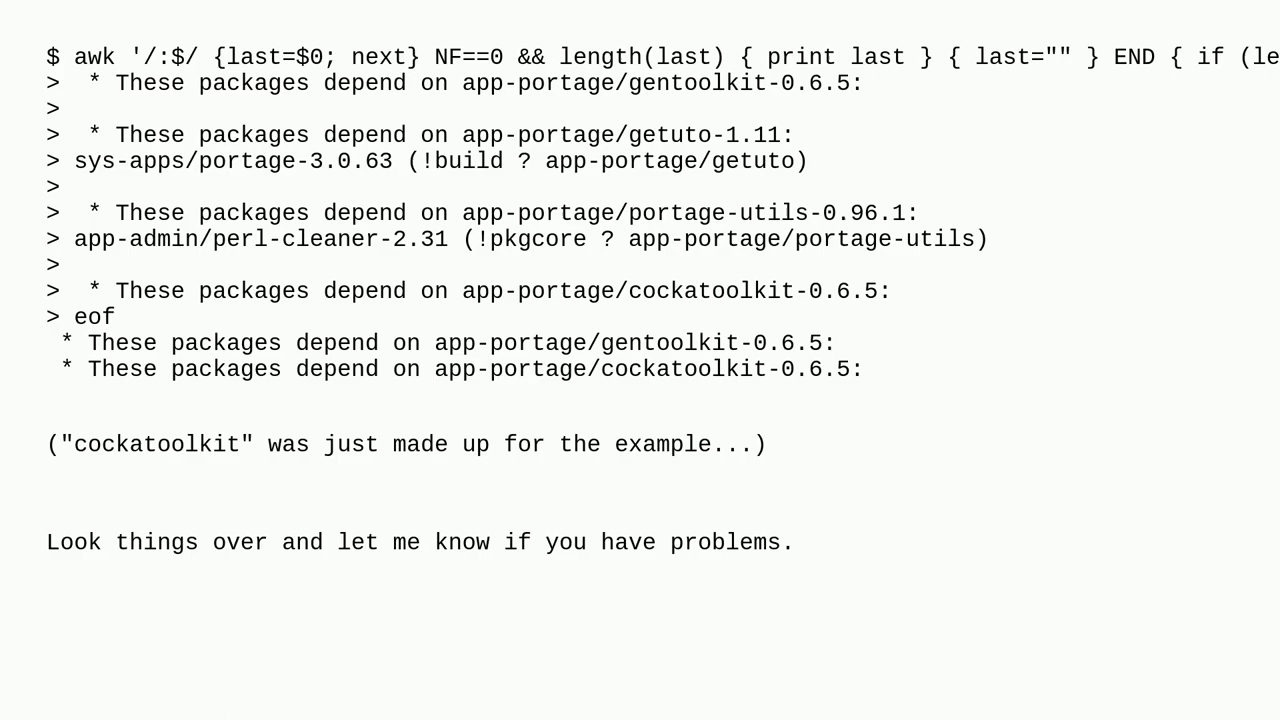 $ awk '/:$/ {last=$0; next} NF==0 && length(last) { print last } { last="" } END { if (le
>  * These packages depend on app-portage/gentoolkit-0.6.5:
>
>  * These packages depend on app-portage/getuto-1.11:
> sys-apps/portage-3.0.63 (!build ? app-portage/getuto)
>
>  * These packages depend on app-portage/portage-utils-0.96.1:
> app-admin/perl-cleaner-2.31 (!pkgcore ? app-portage/portage-utils)
>
>  * These packages depend on app-portage/cockatoolkit-0.6.5:
> eof
 * These packages depend on app-portage/gentoolkit-0.6.5:
 * These packages depend on app-portage/cockatoolkit-0.6.5:
("cockatoolkit" was just made up for the example...)
Look things over and let me know if you have problems.